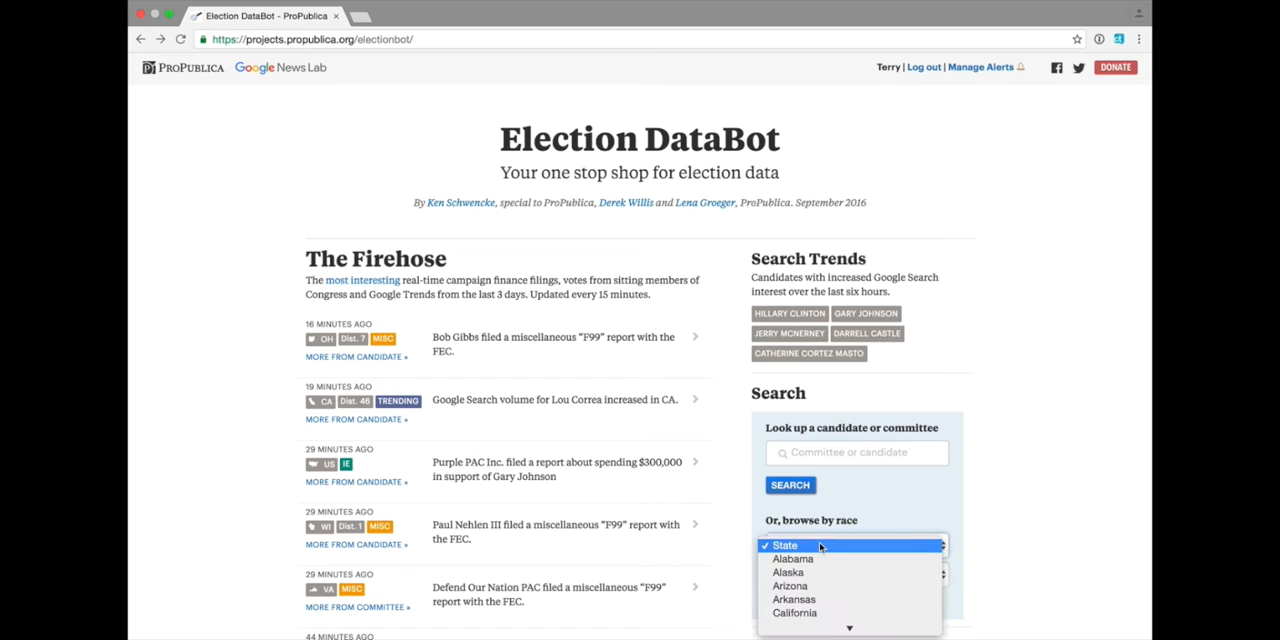 Election DataBot - ProPublica
https://projects.propublica.org/electionbot/
PROPUBLICA Google News Lab
Terry | Log out | Manage Alerts
DONATE
Election DataBot
Your one stop shop for election data
By Ken Schwencke, special to ProPublica, Derek Willis and Lena Groeger, ProPublica. September 2016
The Firehose
The most interesting real-time campaign finance filings, votes from sitting members of
Congress and Google Trends from the last 3 days. Updated every 15 minutes.
16 MINUTES AGO
OH Dist. 7 MISC
MORE FROM CANDIDATE »
Bob Gibbs filed a miscellaneous "F99" report with the
FEC.
19 MINUTES AGO
CA Dist. 46 TRENDING
MORE FROM CANDIDATE »
Google Search volume for Lou Correa increased in CA.
29 MINUTES AGO
US IE
MORE FROM CANDIDATE »
Purple PAC Inc. filed a report about spending $300,000
in support of Gary Johnson
29 MINUTES AGO
WI Dist. 1 MISC
MORE FROM CANDIDATE »
Paul Nehlen III filed a miscellaneous "F99" report with
the FEC.
29 MINUTES AGO
VA MISC
MORE FROM COMMITTEE »
Defend Our Nation PAC filed a miscellaneous "F99"
report with the FEC.
44 MINUTES AGO
Search Trends
Candidates with increased Google Search
interest over the last six hours.
HILLARY CLINTON GARY JOHNSON
JERRY MCNERNEY DARRELL CASTLE
CATHERINE CORTEZ MASTO
Search
Look up a candidate or committee
Committee or candidate
SEARCH
Or, browse by race
State
Alabama
Alaska
Arizona
Arkansas
California